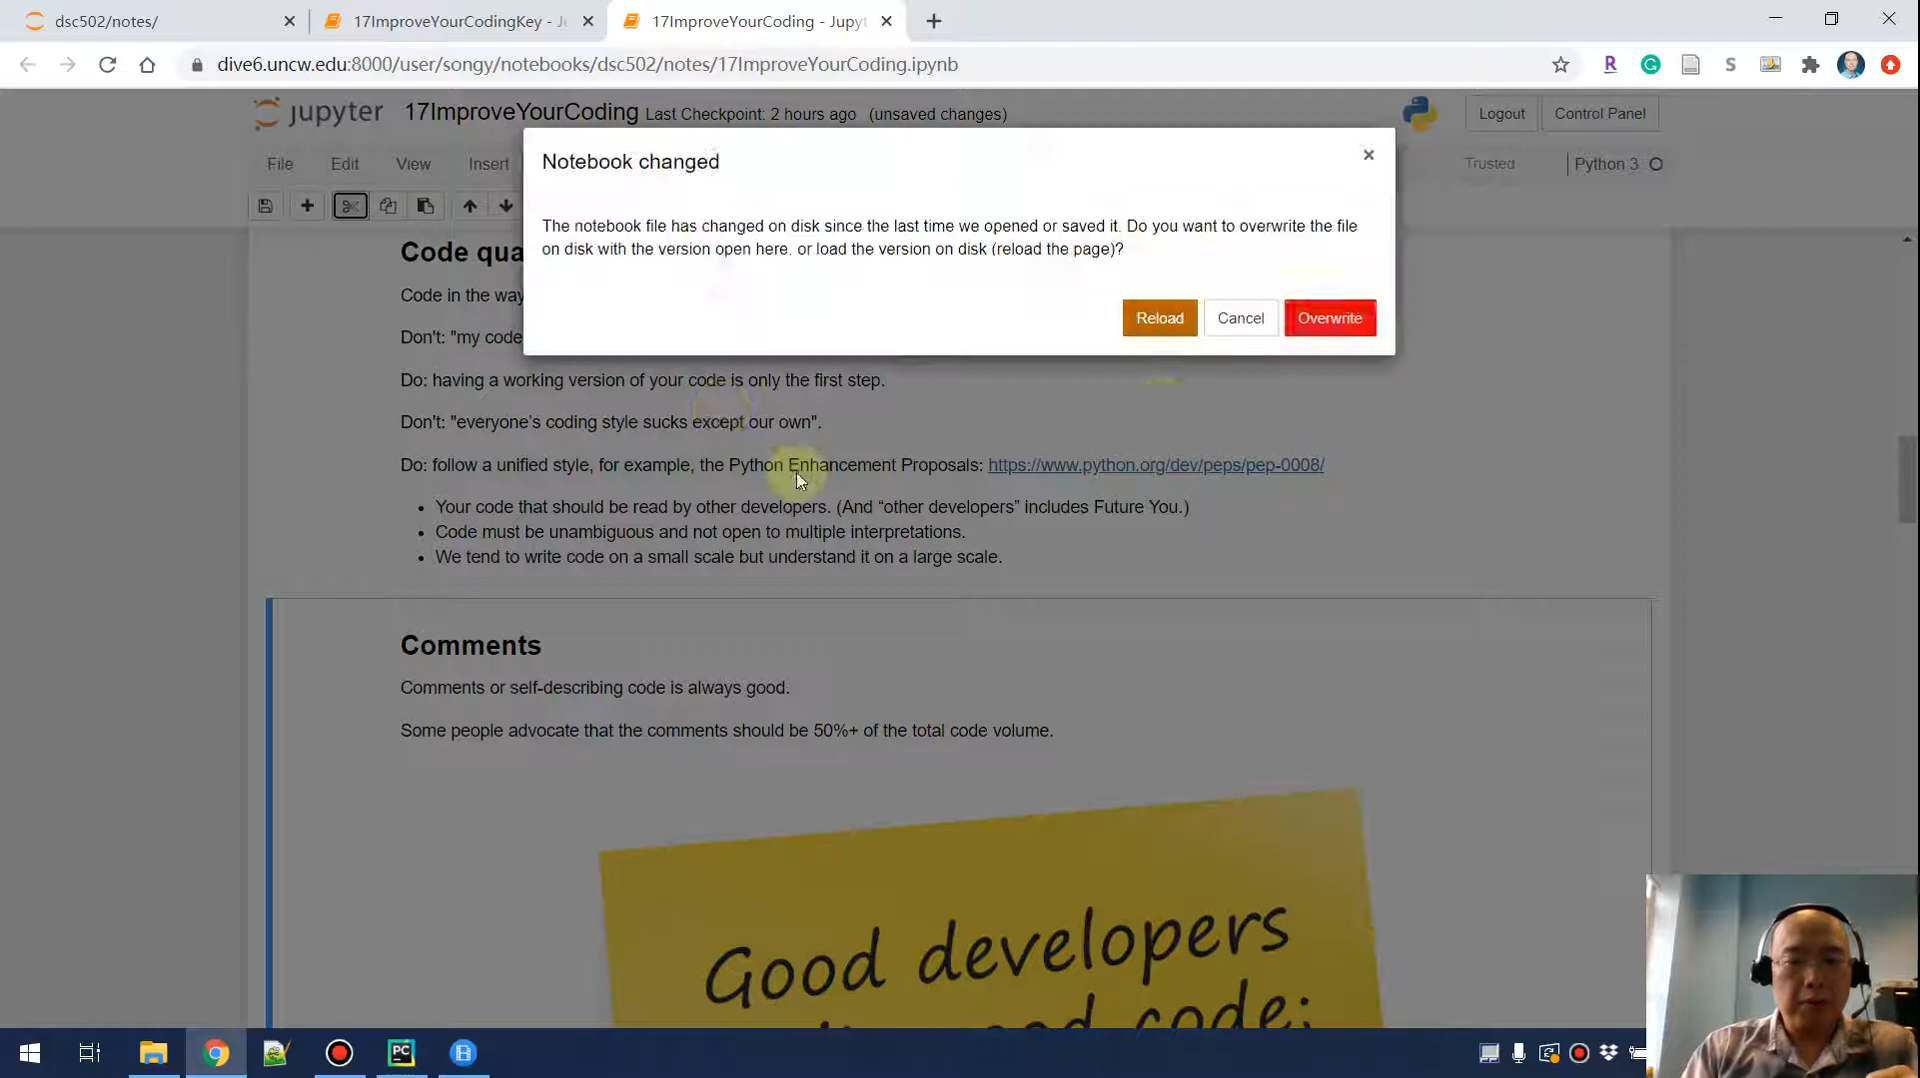 dsc502/notes/
17ImproveYourCodingKey - Ju
17ImproveYourCoding - Jupyt
dive6.uncw.edu:8000/user/songy/notebooks/dsc502/notes/17ImproveYourCoding.ipynb
jupyter 17ImproveYourCoding Last Checkpoint: 2 hours ago (unsaved changes)
Logout
Control Panel
File Edit View Insert
Trusted
Python 3
Notebook changed
The notebook file has changed on disk since the last time we opened or saved it. Do you want to overwrite the file
on disk with the version open here, or load the version on disk (reload the page)?
Reload
Cancel
Overwrite
Code qua
Code in the way
Don't: "my code
Do: having a working version of your code is only the first step.
Don't: "everyone's coding style sucks except our own".
Do: follow a unified style, for example, the Python Enhancement Proposals: https://www.python.org/dev/peps/pep-0008/
• Your code that should be read by other developers. (And “other developers” includes Future You.)
• Code must be unambiguous and not open to multiple interpretations.
• We tend to write code on a small scale but understand it on a large scale.
Comments
Comments or self-describing code is always good.
Some people advocate that the comments should be 50%+ of the total code volume.
Good developers
good code;